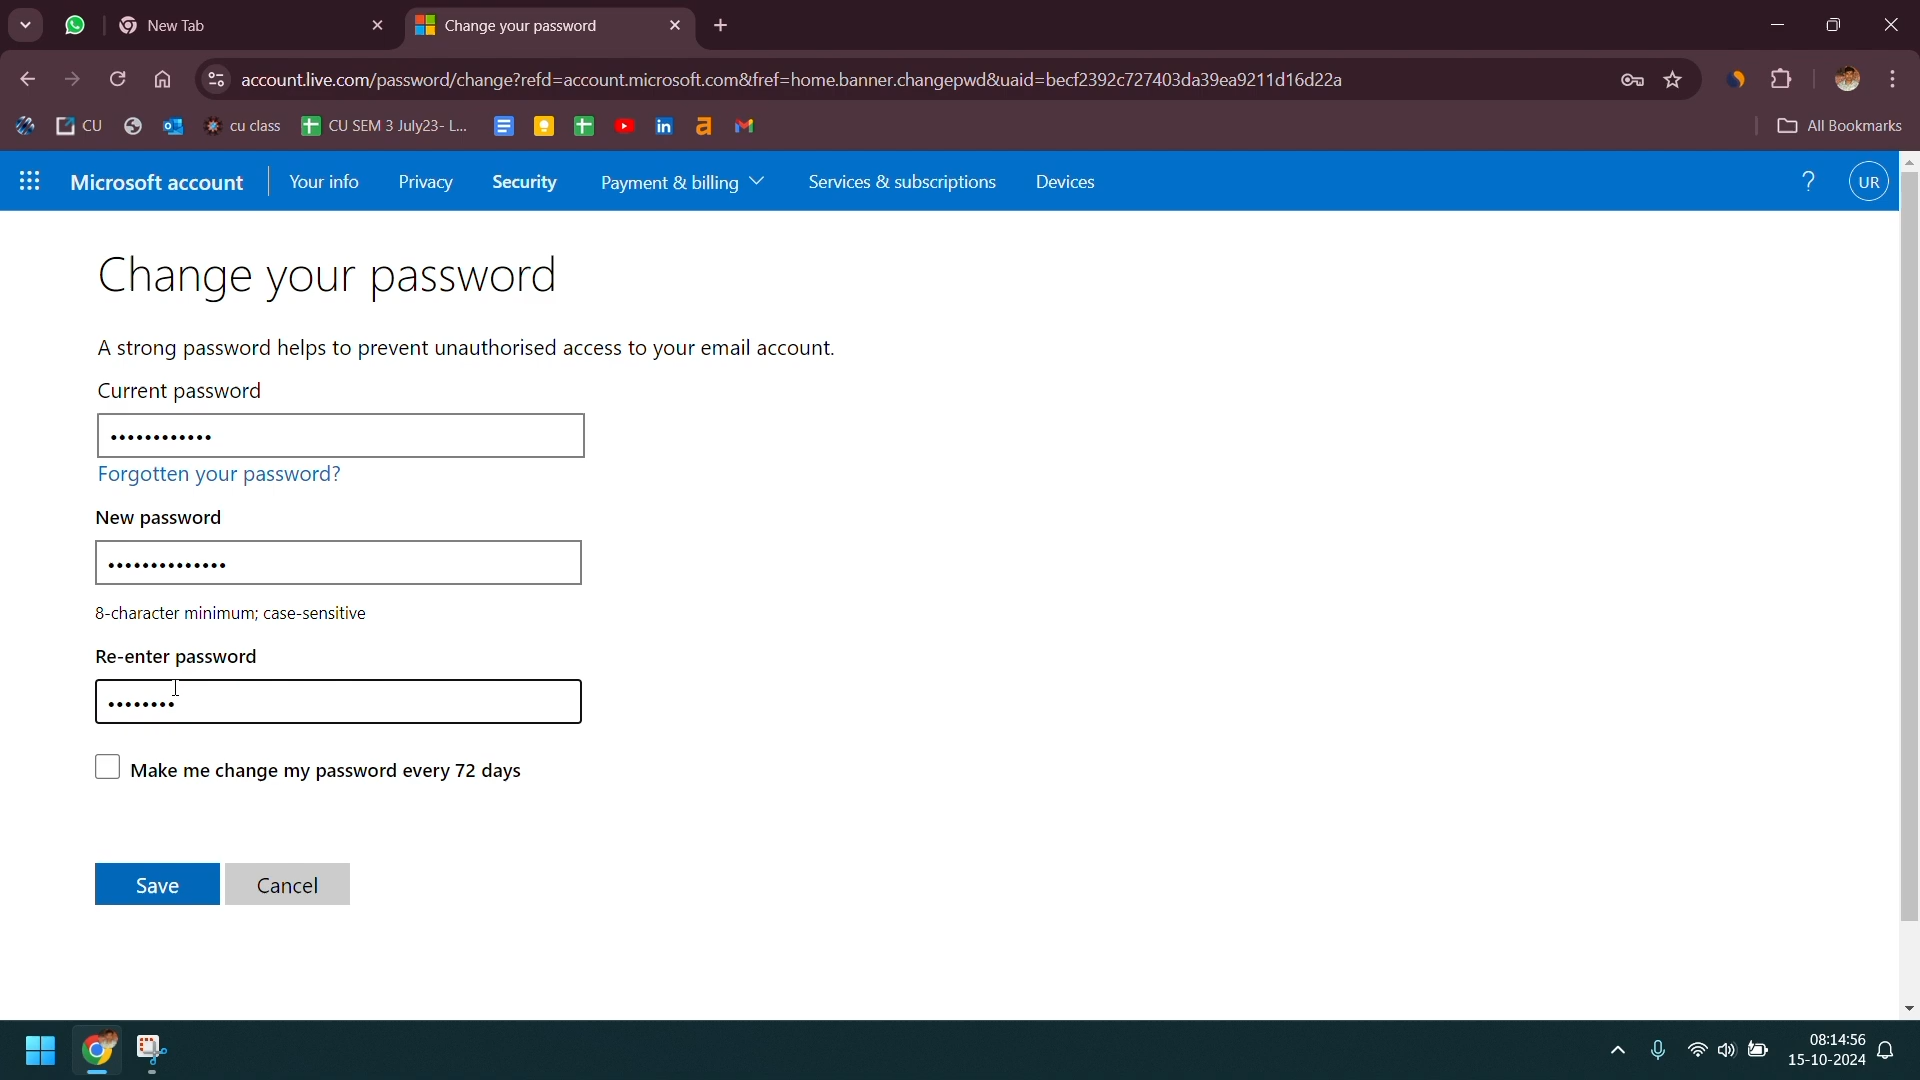 New Tab
Change your password
account.live.com/password/change?refd=account.microsoft.com&fref=home.banner.changepwd&uaid=becf2392c727403da39ea9211d16d22a
CU
cu class
CU SEM 3 July23- L...
All Bookmarks
Microsoft account
Your info
Privacy
Security
Payment & billing
Services & subscriptions
Devices
?
UR
Change your password
A strong password helps to prevent unauthorised access to your email account.
Current password
••••••••••••
Forgotten your password?
New password
••••••••••••••
8-character minimum; case-sensitive
Re-enter password
••••••••
Make me change my password every 72 days
Save
Cancel
08:14:56
15-10-2024